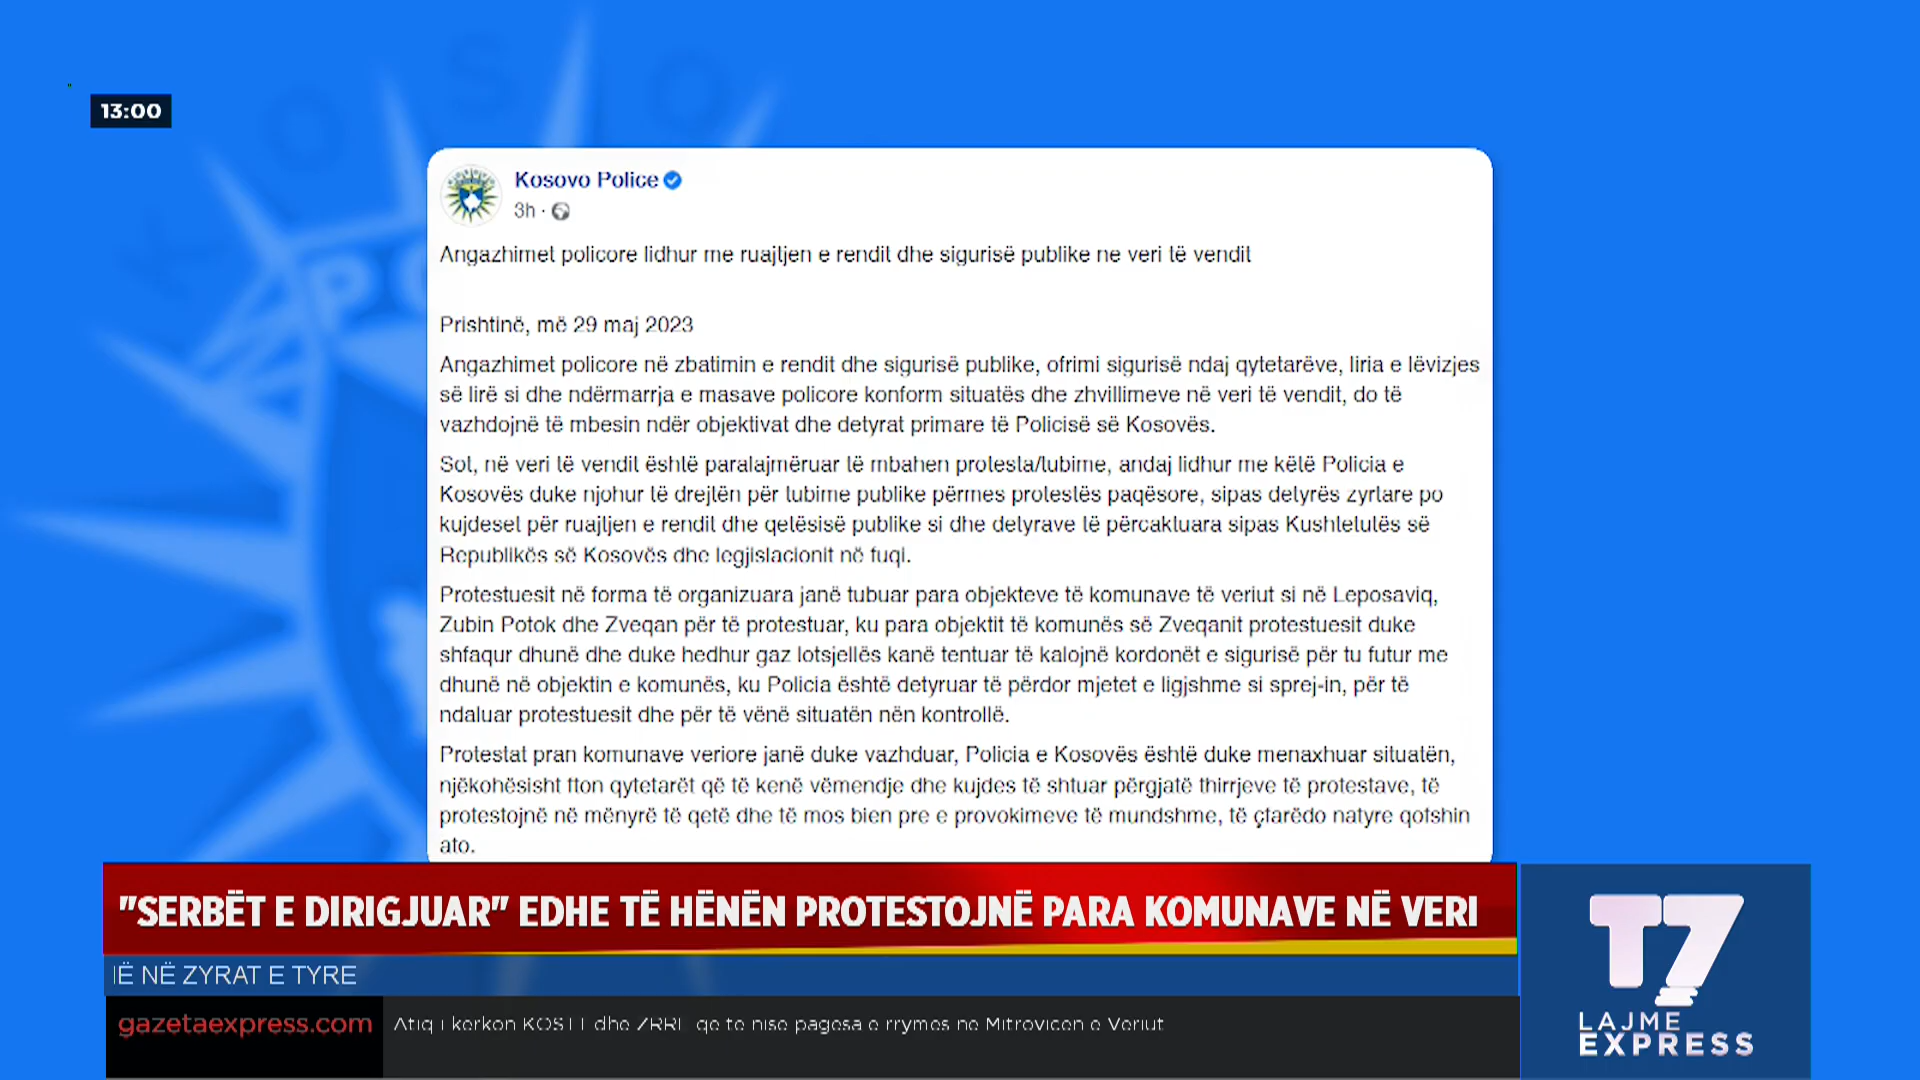 KOSO
PO
13:00
Kosovo Police
3h ·
Angazhimet policore lidhur me ruajtjen e rendit dhe sigurisë publike ne veri të vendit
Prishtinë, më 29 maj 2023
Angazhimet policore në zbatimin e rendit dhe sigurisë publike, ofrimi sigurisë ndaj qytetarëve, liria e lëvizjes
së lirë si dhe ndërmarrja e masave policore konform situatës dhe zhvillimeve në veri të vendit, do të
vazhdojnë të mbesin ndër objektivat dhe detyrat primare të Policisë së Kosovës.
Sot, në veri të vendit është paralajmëruar të mbahen protesta/tubime, andaj lidhur me këtë Policia e
Kosovës duke njohur të drejtën për tubime publike përmes protestës paqësore, sipas detyrës zyrtare po
kujdeset për ruajtjen e rendit dhe qetësisë publike si dhe detyrave të përcaktuara sipas Kushtetutës së
Republikës së Kosovës dhe legjislacionit në fuqi.
Protestuesit në forma të organizuara janë tubuar para objekteve të komunave të veriut si në Leposaviq,
Zubin Potok dhe Zveqan për të protestuar, ku para objektit të komunës së Zveqanit protestuesit duke
shfaqur dhunë dhe duke hedhur gaz lotsjellës kanë tentuar të kalojnë kordonët e sigurisë për tu futur me
dhunë në objektin e komunës, ku Policia është detyruar të përdor mjetet e ligjshme si sprej-in, për të
ndaluar protestuesit dhe për të vënë situatën nën kontrollë.
Protestat pran komunave veriore janë duke vazhduar, Policia e Kosovës është duke menaxhuar situatën,
njëkohësisht fton qytetarët që të kenë vëmendje dhe kujdes të shtuar përgjatë thirrjeve të protestave, të
protestojnë në mënyrë të qetë dhe të mos bien pre e provokimeve të mundshme, të çfarëdo natyre qofshin
ato.
"SERBËT E DIRIGJUAR" EDHE TË HËNËN PROTESTOJNË PARA KOMUNAVE NË VERI
IË NË ZYRAT E TYRE
gazetaexpress.com
Atiq i kërkon KOSTT dhe ZRRE që të nisë pagesa e rrymës në Mitrovicën e Veriut
T7
LAJME
EXPRESS